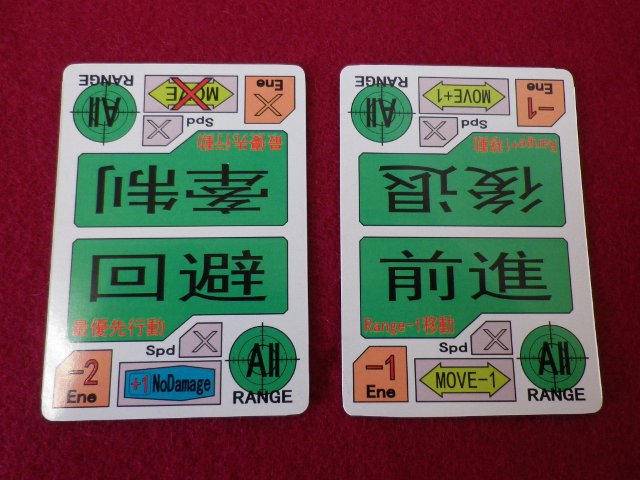 RANGE
All
MOVE
X
Ene
X
Spd
最優先行動
牽制
回避
最優先行動
Spd
X
All
RANGE
-2
Ene
+1 NoDamage
RANGE
All
MOVE+1
-1
Ene
X
Spd
Range+1移動
後退
前進
Range-1移動
Spd
X
All
RANGE
-1
Ene
MOVE-1